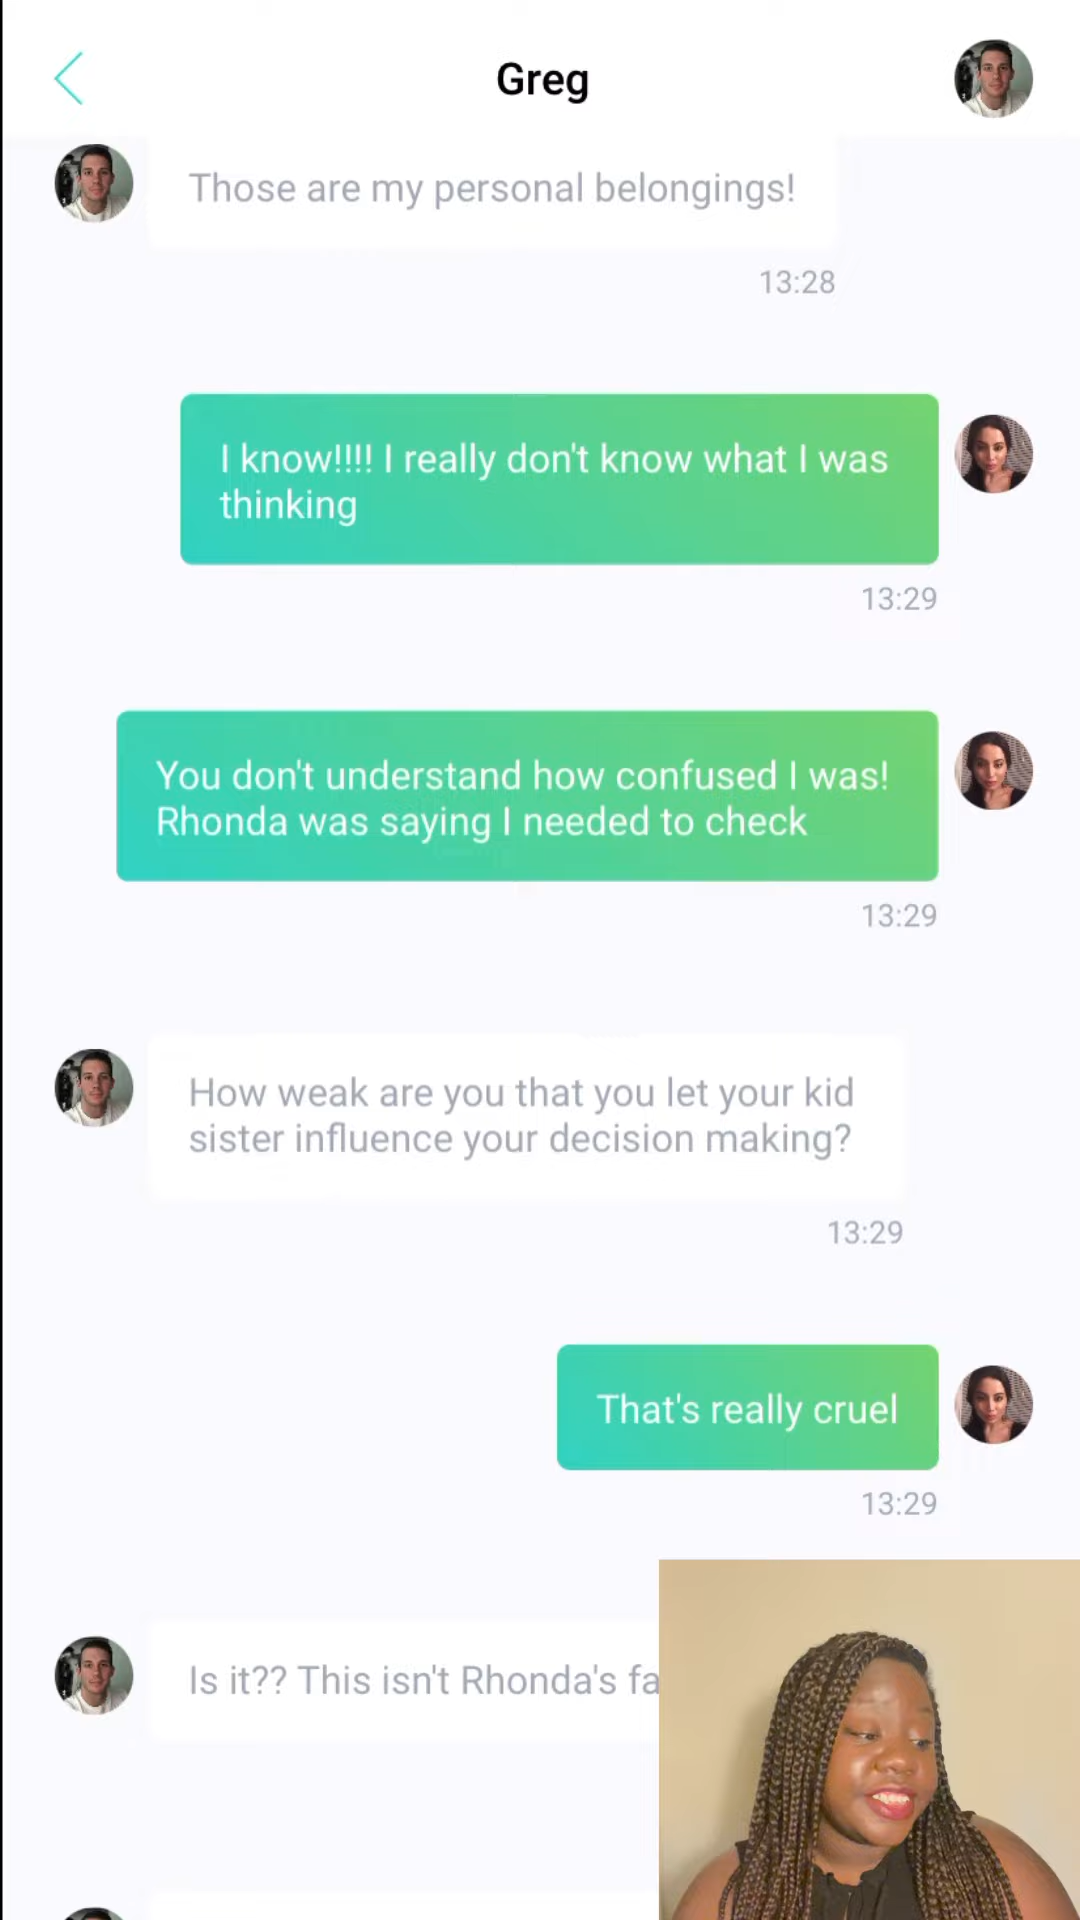 Greg
Those are my personal belongings!
13:28
I know!!!! I really don't know what I was
thinking
13:29
You don't understand how confused I was!
Rhonda was saying I needed to check
13:29
How weak are you that you let your kid
sister influence your decision making?
13:29
That's really cruel
13:29
Is it?? This isn't Rhonda's